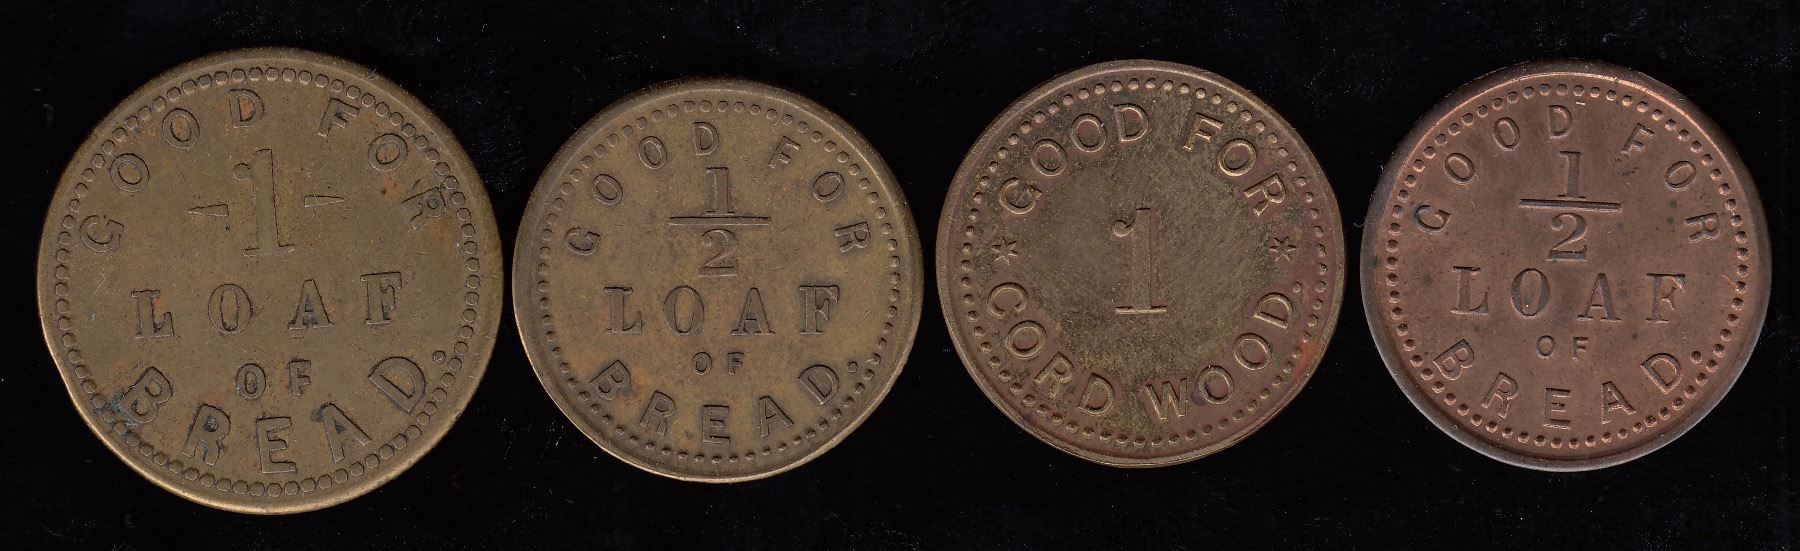 GOOD FOR
- 1 -
LOAF
OF
BREAD.
GOOD FOR
1/2
LOAF
OF
BREAD.
GOOD FOR
* 1 *
CORD WOOD.
GOOD FOR
1/2
LOAF
OF
BREAD.